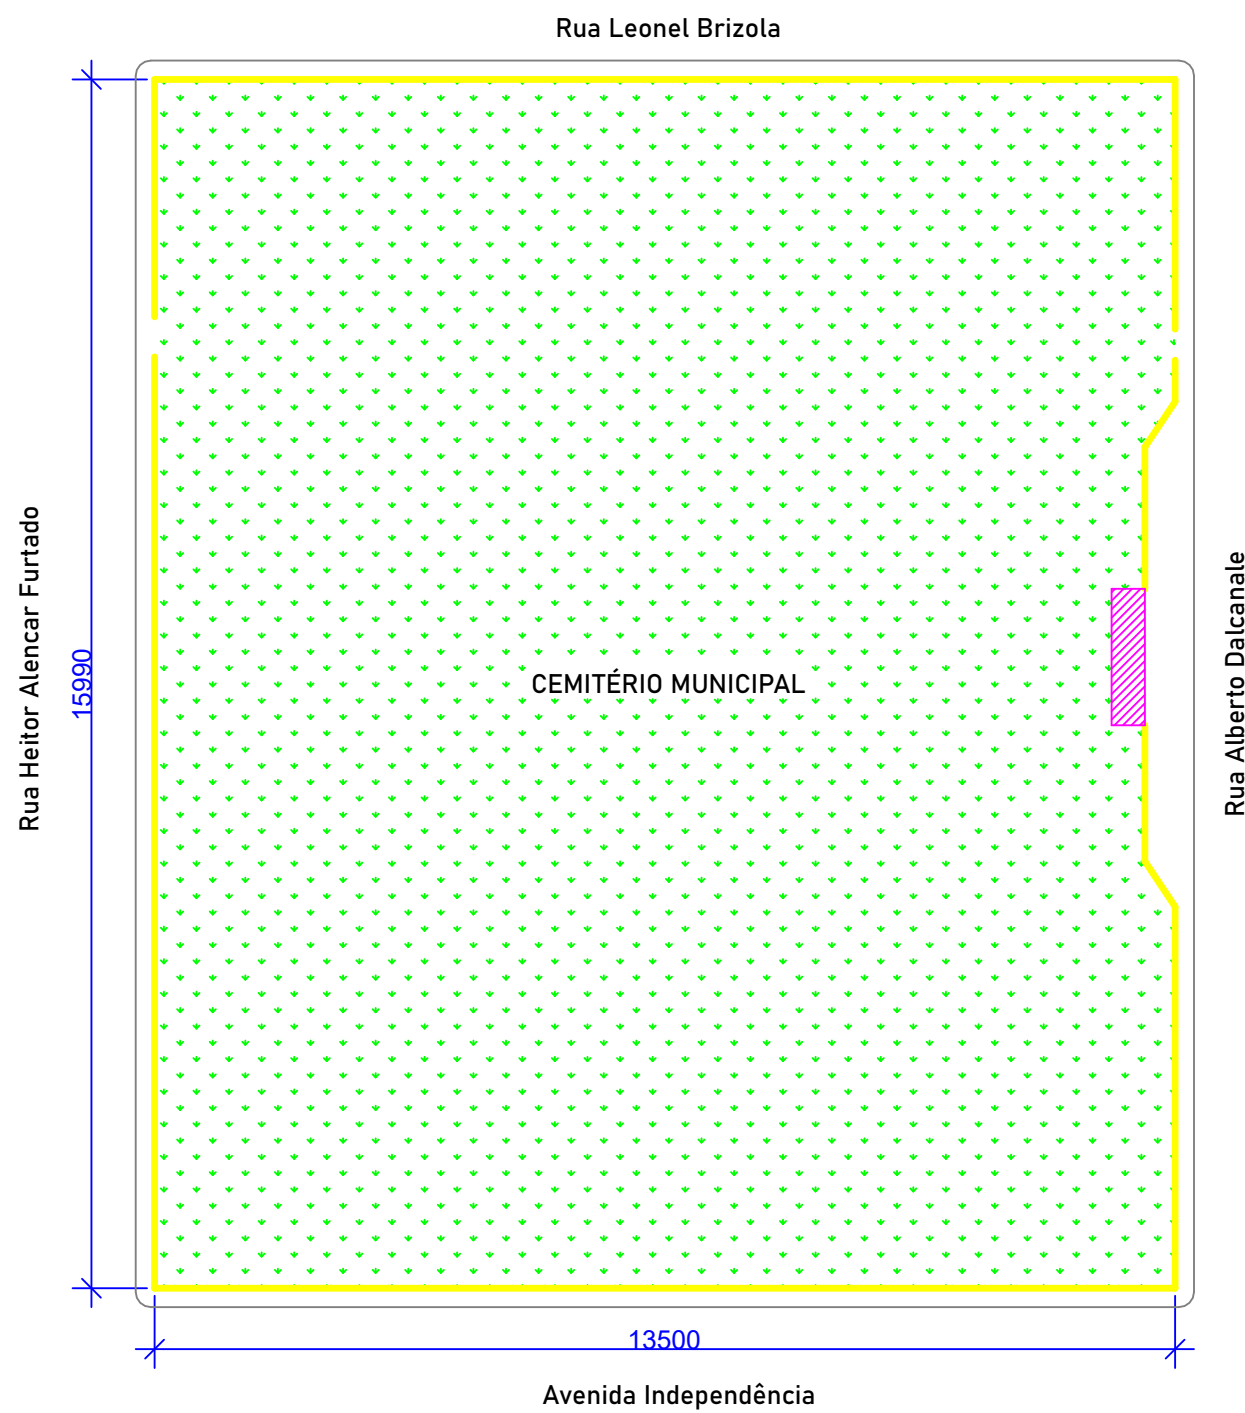 Rua Leonel Brizola
Rua Heitor Alencar Furtado
15990
CEMITÉRIO MUNICIPAL
Rua Alberto Dalcanale
13500
Avenida Independência